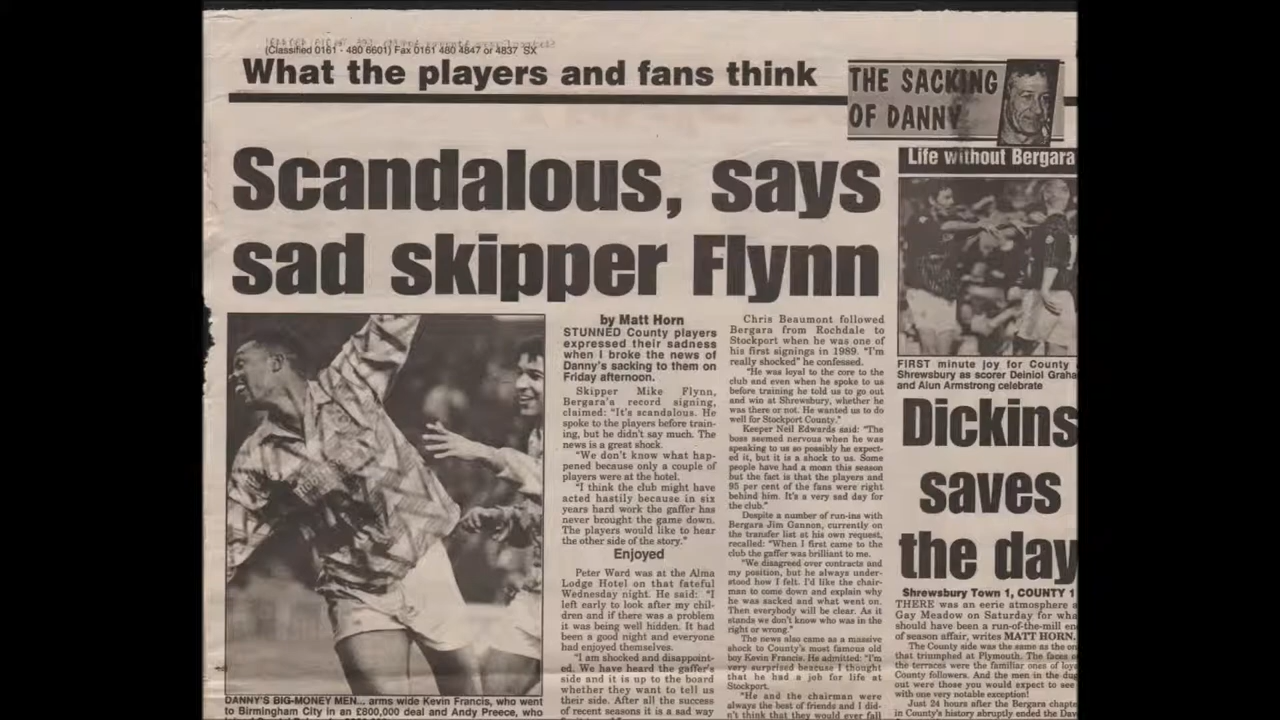 (Classified 0161 - 480 6601) Fax 0161 480 4847 or 4837 SX
What the players and fans think
THE SACKING
OF DANNY
Scandalous, says
sad skipper Flynn
by Matt Horn
STUNNED County players
expressed their sadness
when I broke the news of
Danny's sacking to them on
Friday afternoon.
Skipper Mike Flynn,
Bergara's record signing,
claimed: "It's scandalous. He
spoke to the players before train-
ing, but he didn't say much. The
news is a great shock.
"We don't know what hap-
pened because only a couple of
players were at the hotel.
"I think the club might have
acted hastily because in six
years hard work the gaffer has
never brought the game down.
The players would like to hear
the other side of the story."
Enjoyed
Peter Ward was at the Alma
Lodge Hotel on that fateful
Wednesday night. He said: "I
left early to look after my chil-
dren and if there was a problem
it was being well hidden. It had
been a good night and everyone
had enjoyed themselves.
"I am shocked and disappoint-
ed. We have heard the gaffer's
side and it is up to the board
whether they want to tell us
their side. After all the success
of recent seasons it is a sad way
Chris Beaumont followed
Bergara from Rochdale to
Stockport when he was one of
his first signings in 1989. "I'm
really shocked" he confessed.
"He was loyal to the core to the
club and even when he spoke to us
before training he told us to go out
and win at Shrewsbury, whether he
was there or not. He wanted us to do
well for Stockport County."
Keeper Neil Edwards said: "The
boss seemed nervous when he was
speaking to us so possibly he expect-
ed it, but it is a shock to us. Some
people have had a moan this season
but the fact is that the players and
95 per cent of the fans were right
behind him. It's a very sad day for
the club."
Despite a number of run-ins with
Bergara Jim Gannon, currently on
the transfer list at his own request,
recalled: "When I first came to the
club the gaffer was brilliant to me.
"We disagreed over contracts and
my position, but he always under-
stood how I felt. I'd like the chair-
man to come down and explain why
he was sacked and what went on.
Then everybody will be clear. As it
stands we don't know who was in the
right or wrong."
The news also came as a massive
shock to County's most famous old
boy Kevin Francis. He admitted: "I'm
very surprised because I thought
that he had a job for life at
Stockport.
"He and the chairman were
always the best of friends and I did-
n't think that they would ever fall
DANNY'S BIG-MONEY MEN... arms wide Kevin Francis, who went
to Birmingham City in an £800,000 deal and Andy Preece, who
Life without Bergara
FIRST minute joy for County
Shrewsbury as scorer Deiniol Graha
and Alun Armstrong celebrate
Dickins
saves
the day
Shrewsbury Town 1, COUNTY 1
THERE was an eerie atmosphere a
Gay Meadow on Saturday for wha
should have been a run-of-the-mill en
of season affair, writes MATT HORN.
The County side was the same as the on
that triumphed at Plymouth. The faces o
the terraces were the familiar ones of loya
County followers. And the men in the dug
out were those you would expect to see
with one very notable exception!
Just 24 hours after the Bergara chapte
in County's history abruptly ended the Dav